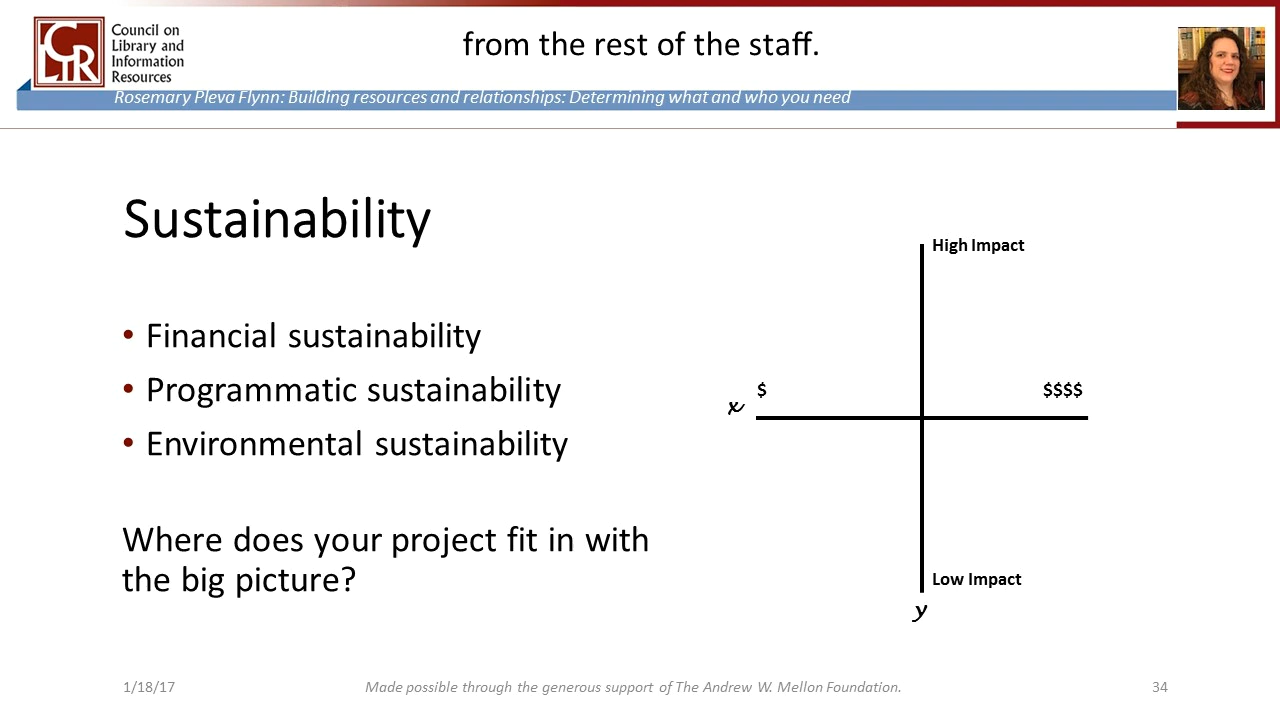 Council on
Library and
Information
Resources
CLIR
from the rest of the staff.
Rosemary Pleva Flynn: Building resources and relationships: Determining what and who you need
Sustainability
• Financial sustainability
• Programmatic sustainability
• Environmental sustainability
Where does your project fit in with
the big picture?
High Impact
$ $$$$
x
Low Impact
y
1/18/17 Made possible through the generous support of The Andrew W. Mellon Foundation. 34